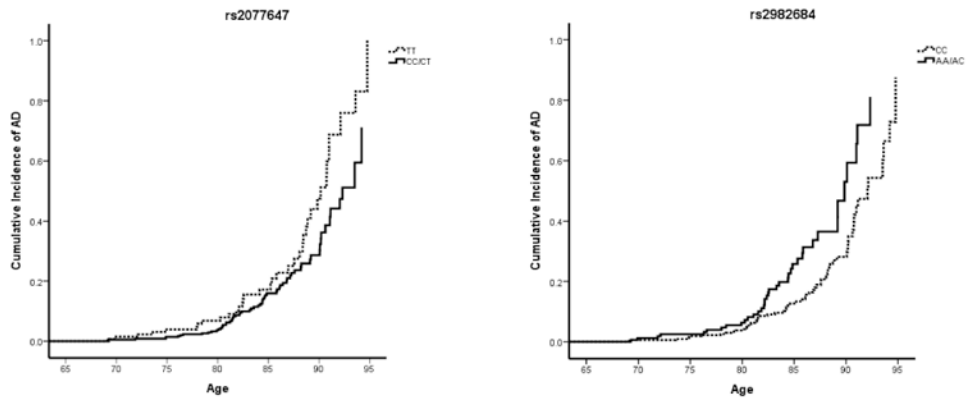 rs2077647
TT
CC/CT
1.0
0.8
0.6
0.4
0.2
0.0
Cumulative Incidence of AD
65 70 75 80 85 90 95
Age
rs2982684
CC
AA/AC
1.0
0.8
0.6
0.4
0.2
0.0
Cumulative Incidence of AD
65 70 75 80 85 90 95
Age